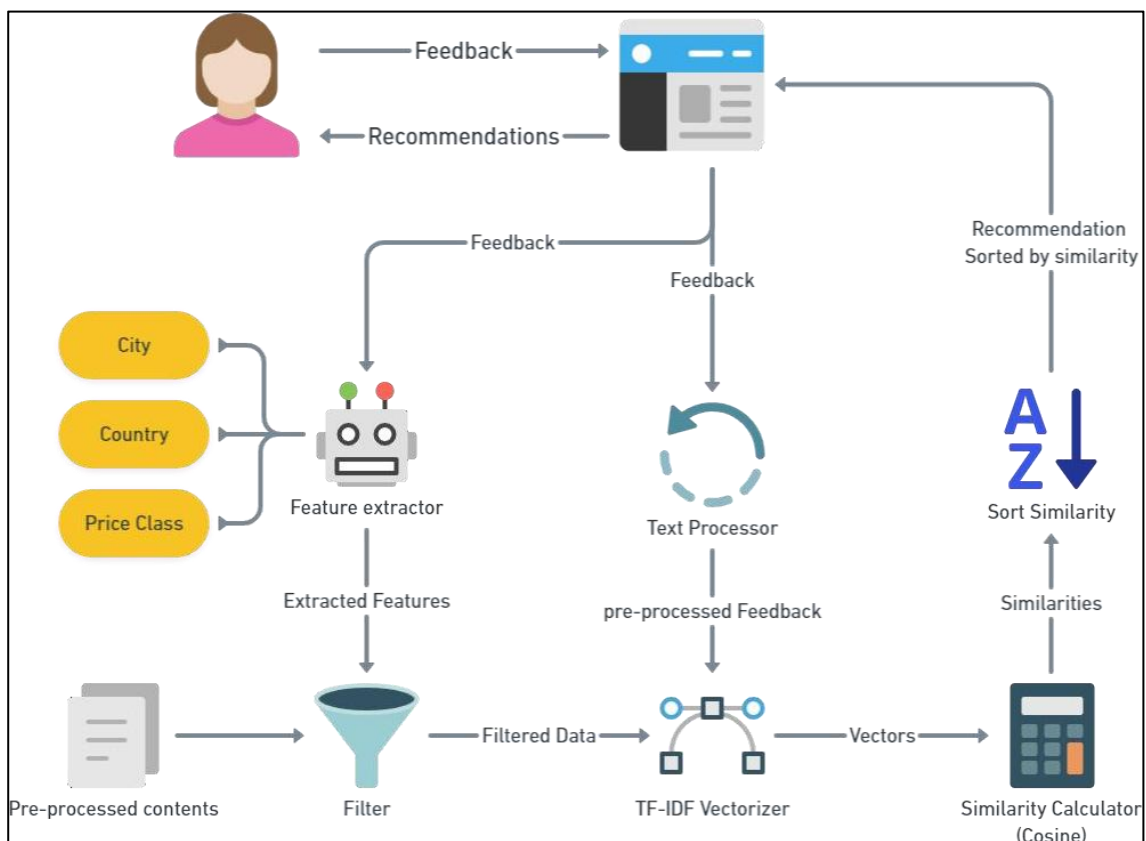 Feedback
Recommendations
Feedback
Feedback
Recommendation
Sorted by similarity
City
Country
Price Class
A
Z
Feature extractor
Text Processor
Sort Similarity
Extracted Features
pre-processed Feedback
Similarities
Filtered Data
Vectors
Pre-processed contents
Filter
TF-IDF Vectorizer
Similarity Calculator
(Cosine)